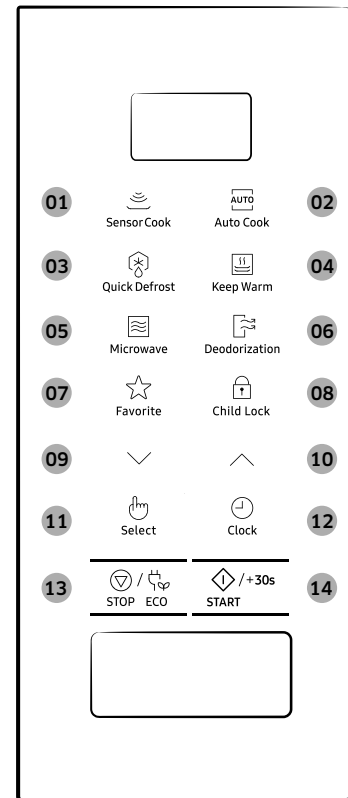 01 AUTO 02
Sensor Cook Auto Cook
03 04
Quick Defrost Keep Warm
05 06
Microwave Deodorization
07 08
Favorite Child Lock
09 10
11 12
Select Clock
13 / /+30s 14
STOP ECO START